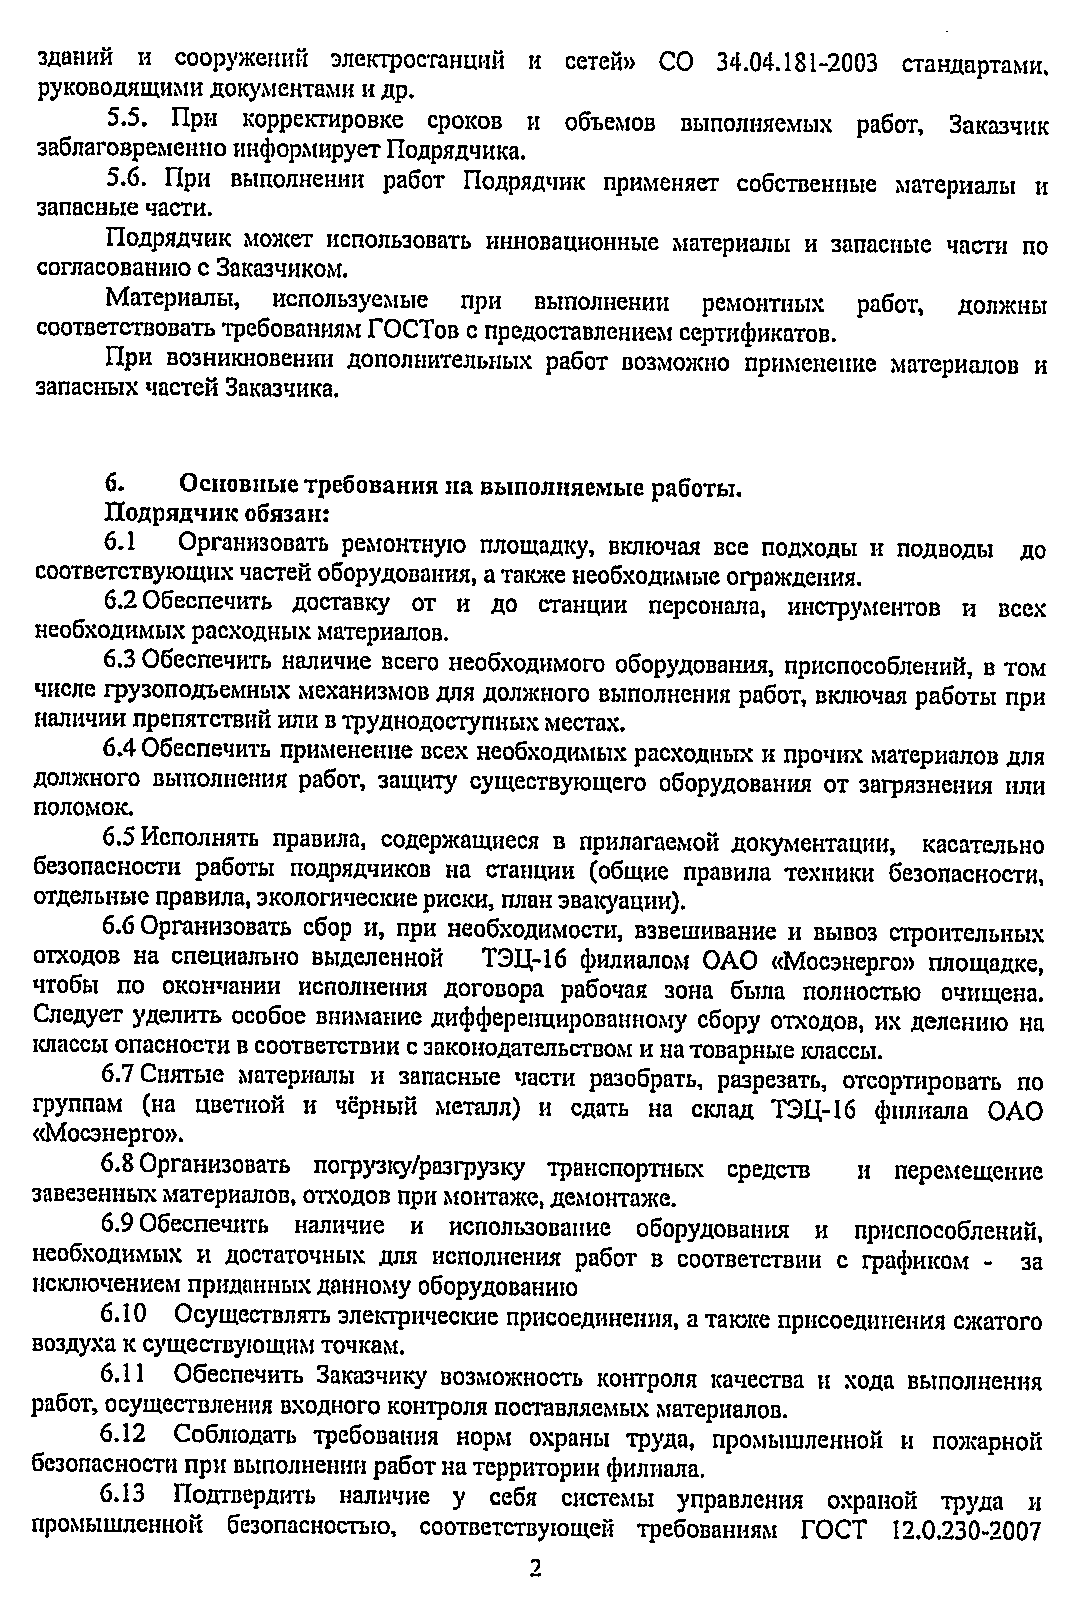 зданий и сооружений электростанций и сетей» СО 34.04.181-2003 стандартами,
руководящими документами и др.
5.5. При корректировке сроков и объемов выполняемых работ, Заказчик
заблаговременно информирует Подрядчика.
5.6. При выполнении работ Подрядчик применяет собственные материалы и
запасные части.
Подрядчик может использовать инновационные материалы и запасные части по
согласованию с Заказчиком.
Материалы, используемые при выполнении ремонтных работ, должны
соответствовать требованиям ГОСТов с предоставлением сертификатов.
При возникновении дополнительных работ возможно применение материалов и
запасных частей Заказчика.
6. Основные требования на выполняемые работы.
Подрядчик обязан:
6.1 Организовать ремонтную площадку, включая все подходы и подводы до
соответствующих частей оборудования, а также необходимые ограждения.
6.2 Обеспечить доставку от и до станции персонала, инструментов и всех
необходимых расходных материалов.
6.3 Обеспечить наличие всего необходимого оборудования, приспособлений, в том
числе грузоподъемных механизмов для должного выполнения работ, включая работы при
наличии препятствий или в труднодоступных местах.
6.4 Обеспечить применение всех необходимых расходных и прочих материалов для
должного выполнения работ, защиту существующего оборудования от загрязнения или
поломок.
6.5 Исполнять правила, содержащиеся в прилагаемой документации, касательно
безопасности работы подрядчиков на станции (общие правила техники безопасности,
отдельные правила, экологические риски, план эвакуации).
6.6 Организовать сбор и, при необходимости, взвешивание и вывоз строительных
отходов на специально выделенной ТЭЦ-16 филиалом ОАО «Мосэнерго» площадке,
чтобы по окончании исполнения договора рабочая зона была полностью очищена.
Следует уделить особое внимание дифференцированному сбору отходов, их делению на
классы опасности в соответствии с законодательством и на товарные классы.
6.7 Снятые материалы и запасные части разобрать, разрезать, отсортировать по
группам (на цветной и чёрный металл) и сдать на склад ТЭЦ-16 филиала ОАО
«Мосэнерго».
6.8 Организовать погрузку/разгрузку транспортных средств и перемещение
завезенных материалов, отходов при монтаже, демонтаже.
6.9 Обеспечить наличие и использование оборудования и приспособлений,
необходимых и достаточных для исполнения работ в соответствии с графиком - за
исключением приданных данному оборудованию
6.10 Осуществлять электрические присоединения, а также присоединения сжатого
воздуха к существующим точкам.
6.11 Обеспечить Заказчику возможность контроля качества и хода выполнения
работ, осуществления входного контроля поставляемых материалов.
6.12 Соблюдать требования норм охраны труда, промышленной и пожарной
безопасности при выполнении работ на территории филиала.
6.13 Подтвердить наличие у себя системы управления охраной труда и
промышленной безопасностью, соответствующей требованиям ГОСТ 12.0.230-2007
2